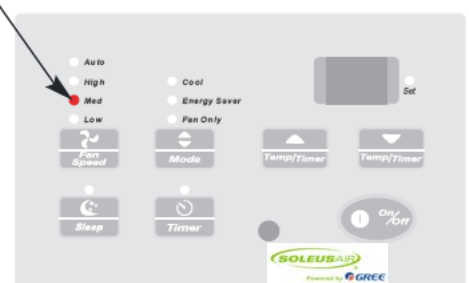 Auto
High
Med
Low
Cool
Energy Saver
Fan Only
Set
Fan
Speed
Mode
Temp/Timer
Temp/Timer
Sleep
Timer
On/Off
SOLEUSAIR
Powered by GREE